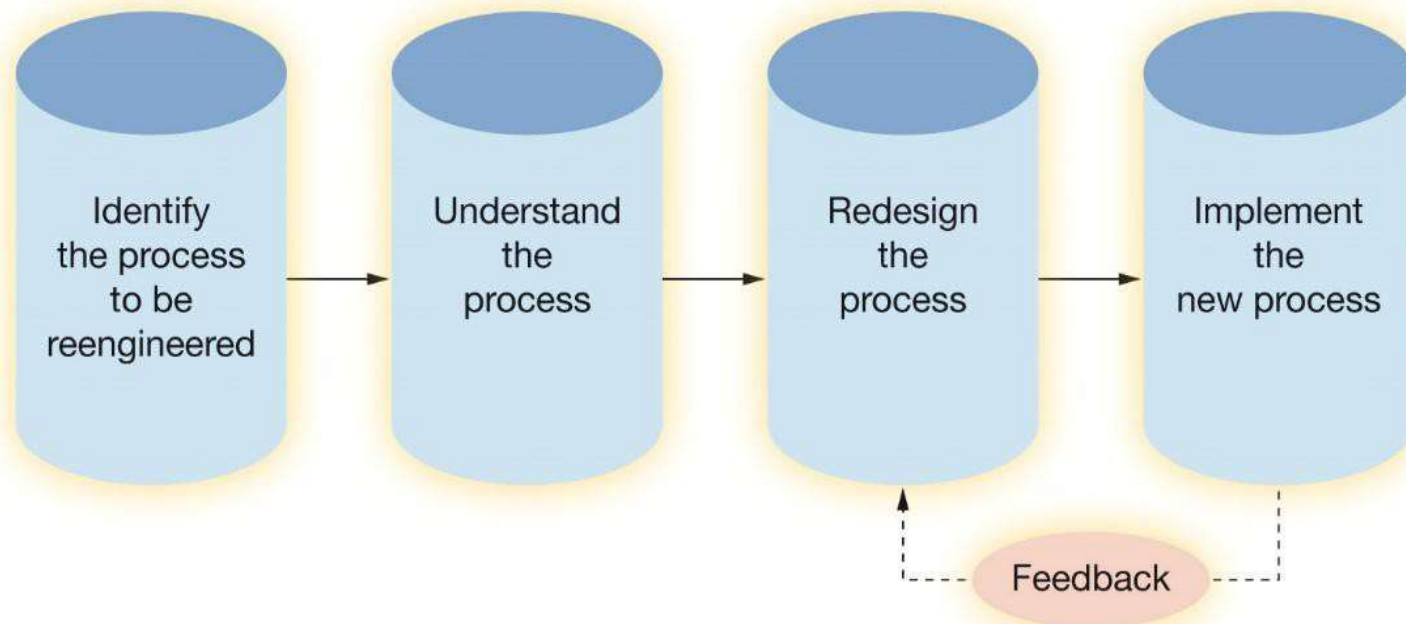 Identify
the process
to be
reengineered
Understand
the
process
Redesign
the
process
Implement
the
new process
Feedback